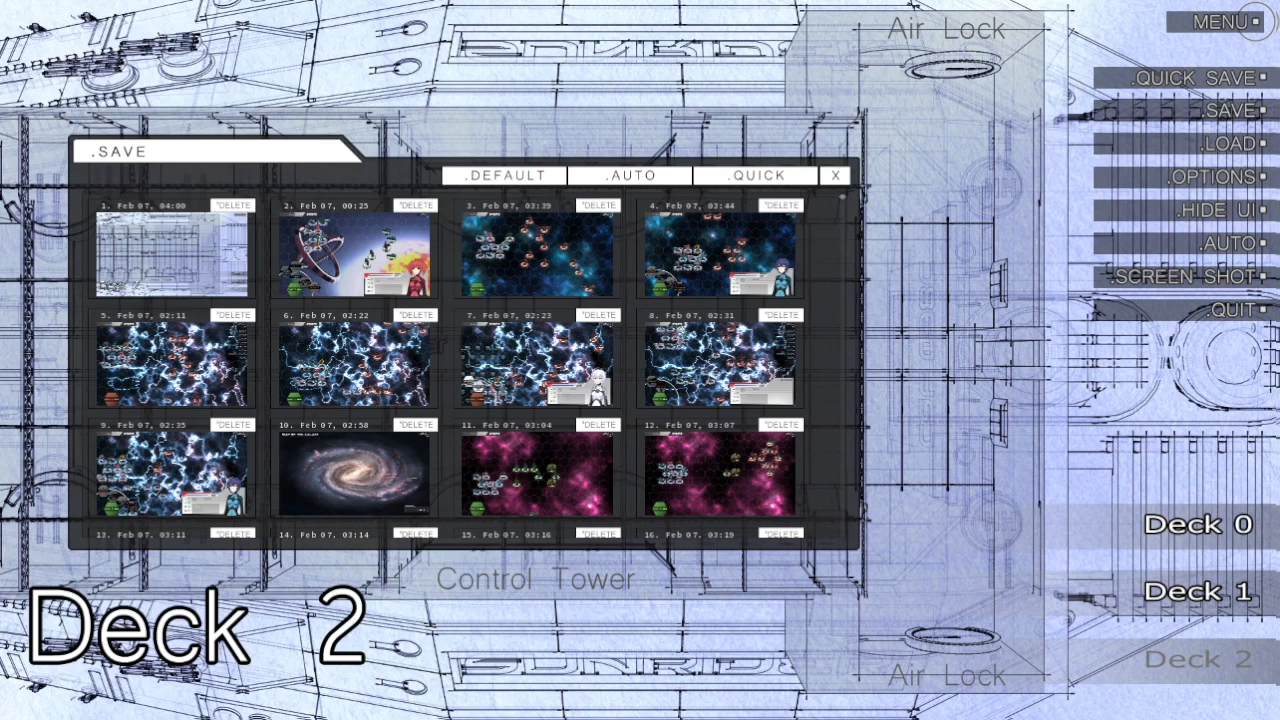 Air Lock
MENU
.QUICK SAVE
.SAVE
.LOAD
.OPTIONS
.HIDE UI
.AUTO
.SCREEN SHOT
.QUIT
.SAVE
.DEFAULT .AUTO .QUICK X
1. Feb 07, 04:00 *DELETE 2. Feb 07, 00:25 *DELETE 3. Feb 07, 03:39 *DELETE 4. Feb 07, 03:44 *DELETE
5. Feb 07, 02:11 *DELETE 6. Feb 07, 02:22 *DELETE 7. Feb 07, 02:23 *DELETE 8. Feb 07, 02:31 *DELETE
9. Feb 07, 02:35 *DELETE 10. Feb 07, 02:58 *DELETE 11. Feb 07, 03:04 *DELETE 12. Feb 07, 03:07 *DELETE
13. Feb 07, 03:11 *DELETE 14. Feb 07, 03:14 *DELETE 15. Feb 07, 03:16 *DELETE 16. Feb 07, 03:19 *DELETE
Control Tower
Deck 2
Air Lock
Deck 0
Deck 1
Deck 2